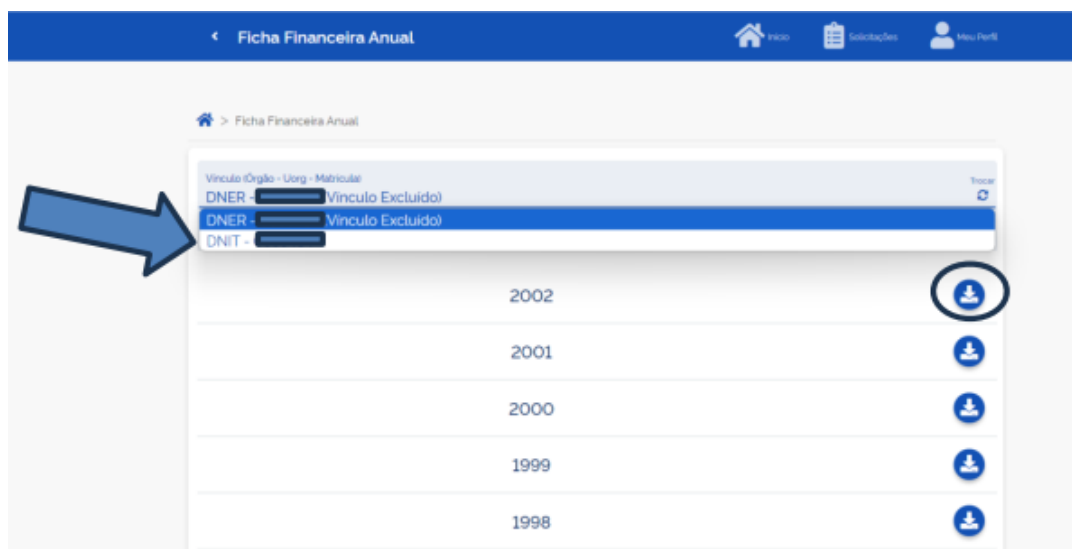 Ficha Financeira Anual
Início
Solicitações
Meu Perfil
> Ficha Financeira Anual
Vínculo (Órgão - Uorg - Matrícula)
Trocar
DNER - Vínculo Excluído)
DNER - Vínculo Excluído)
DNIT -
2002
2001
2000
1999
1998